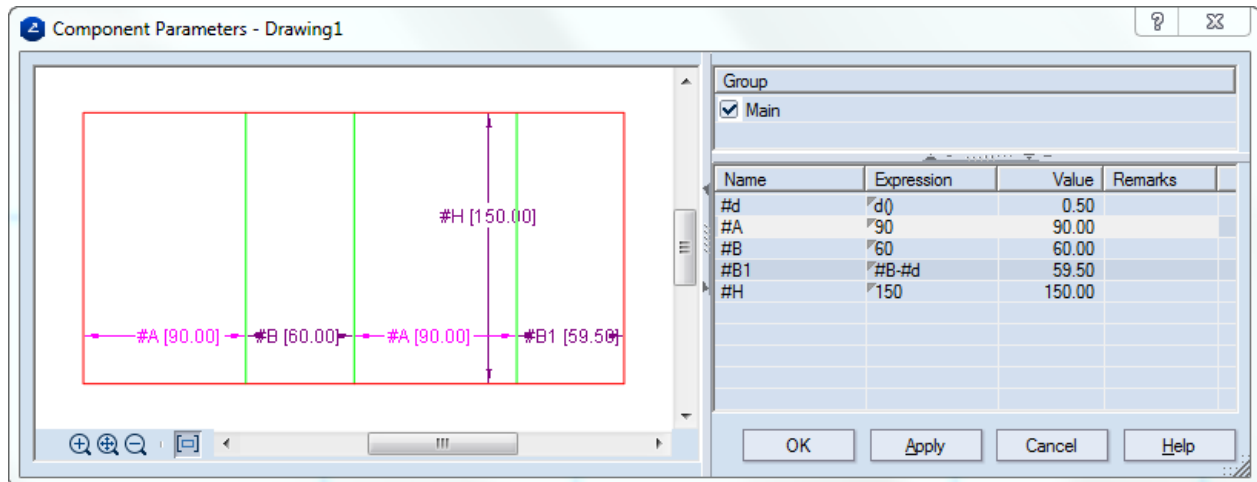 Component Parameters - Drawing1
#H [150.00]
#A [90.00] #B [60.00] #A [90.00] #B1 [59.50]
Group
Main
Name Expression Value Remarks
#d d() 0.50
#A 90 90.00
#B 60 60.00
#B1 #B-#d 59.50
#H 150 150.00
OK Apply Cancel Help